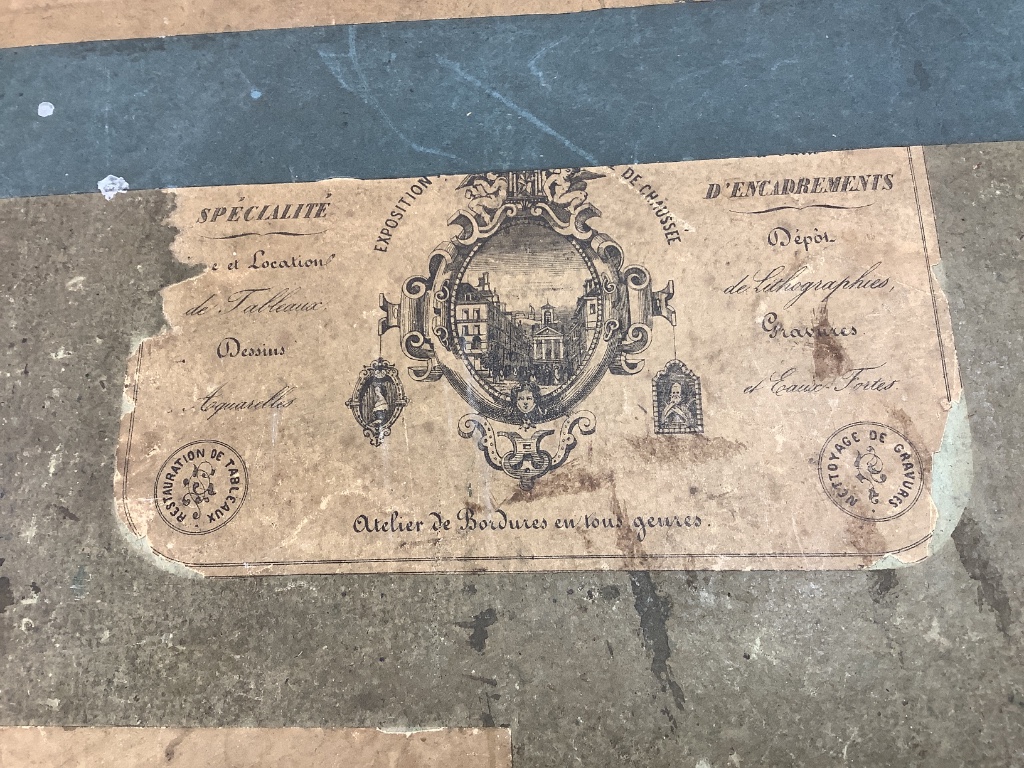 EXPOSITION
DE CHAUSSÉE
SPÉCIALITÉ
e et Location
de Tableaux
Dessins
Aquarelles
RESTAURATION DE TABLEAUX
D'ENCADREMENTS
Dépôt
de Lithographies,
Gravures
et Eaux-Fortes
NETTOYAGE DE GRAVURES
Atelier de Bordures en tous genres.